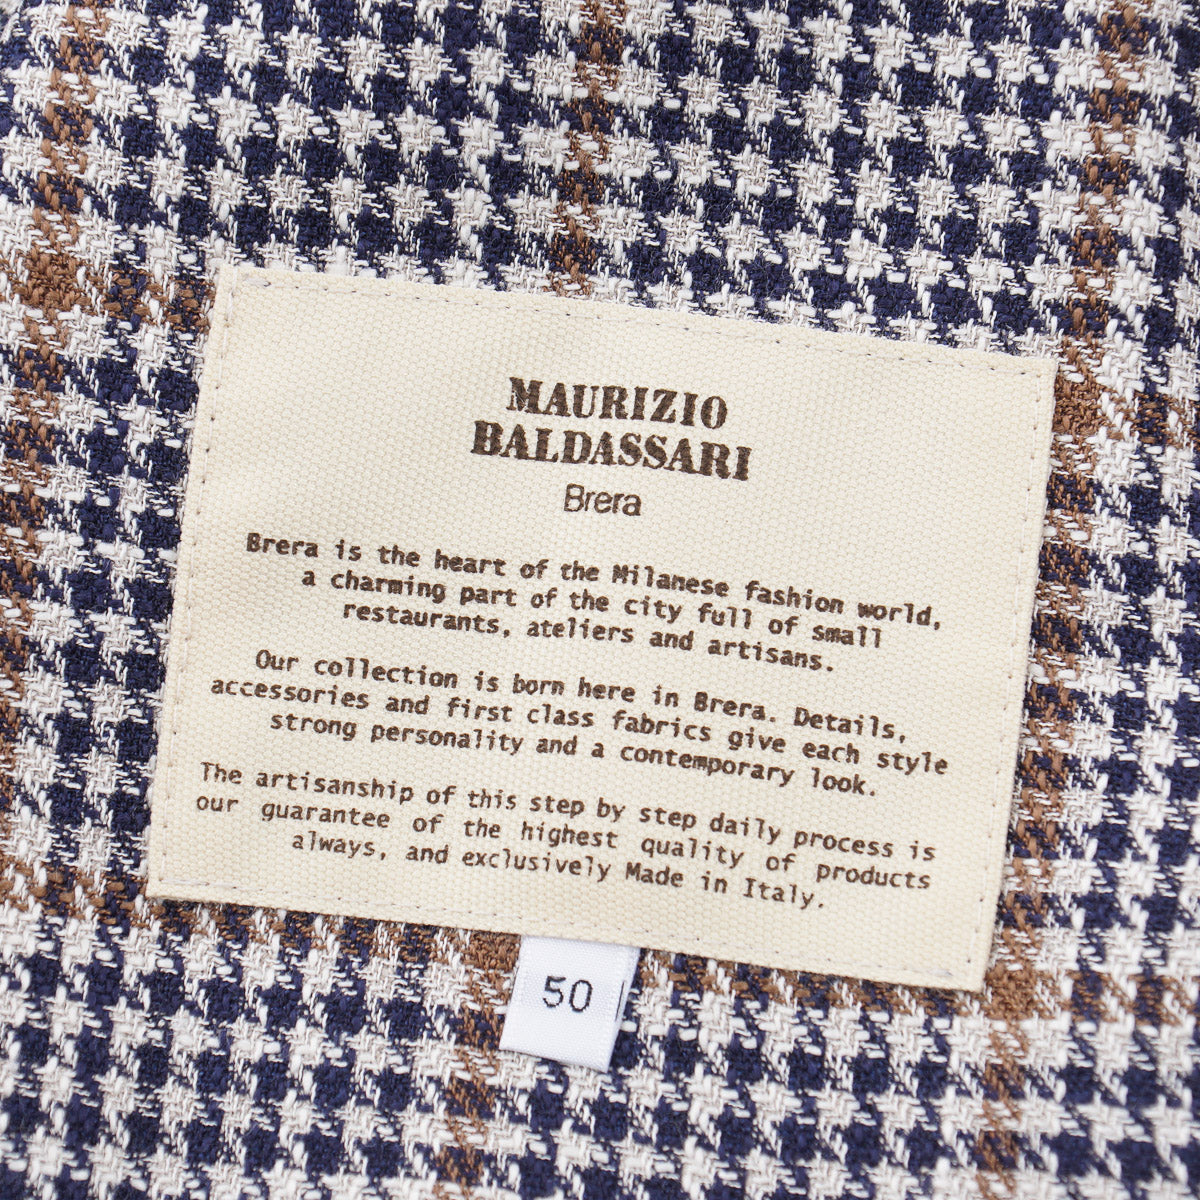 MAURIZIO
BALDASSARI
Brera
Brera is the heart of the Milanese fashion world,
a charming part of the city full of small
restaurants, ateliers and artisans.
Our collection is born here in Brera. Details,
accessories and first class fabrics give each style
strong personality and a contemporary look.
The artisanship of this step by step daily process is
our guarantee of the highest quality of products
always, and exclusively Made in Italy.
50